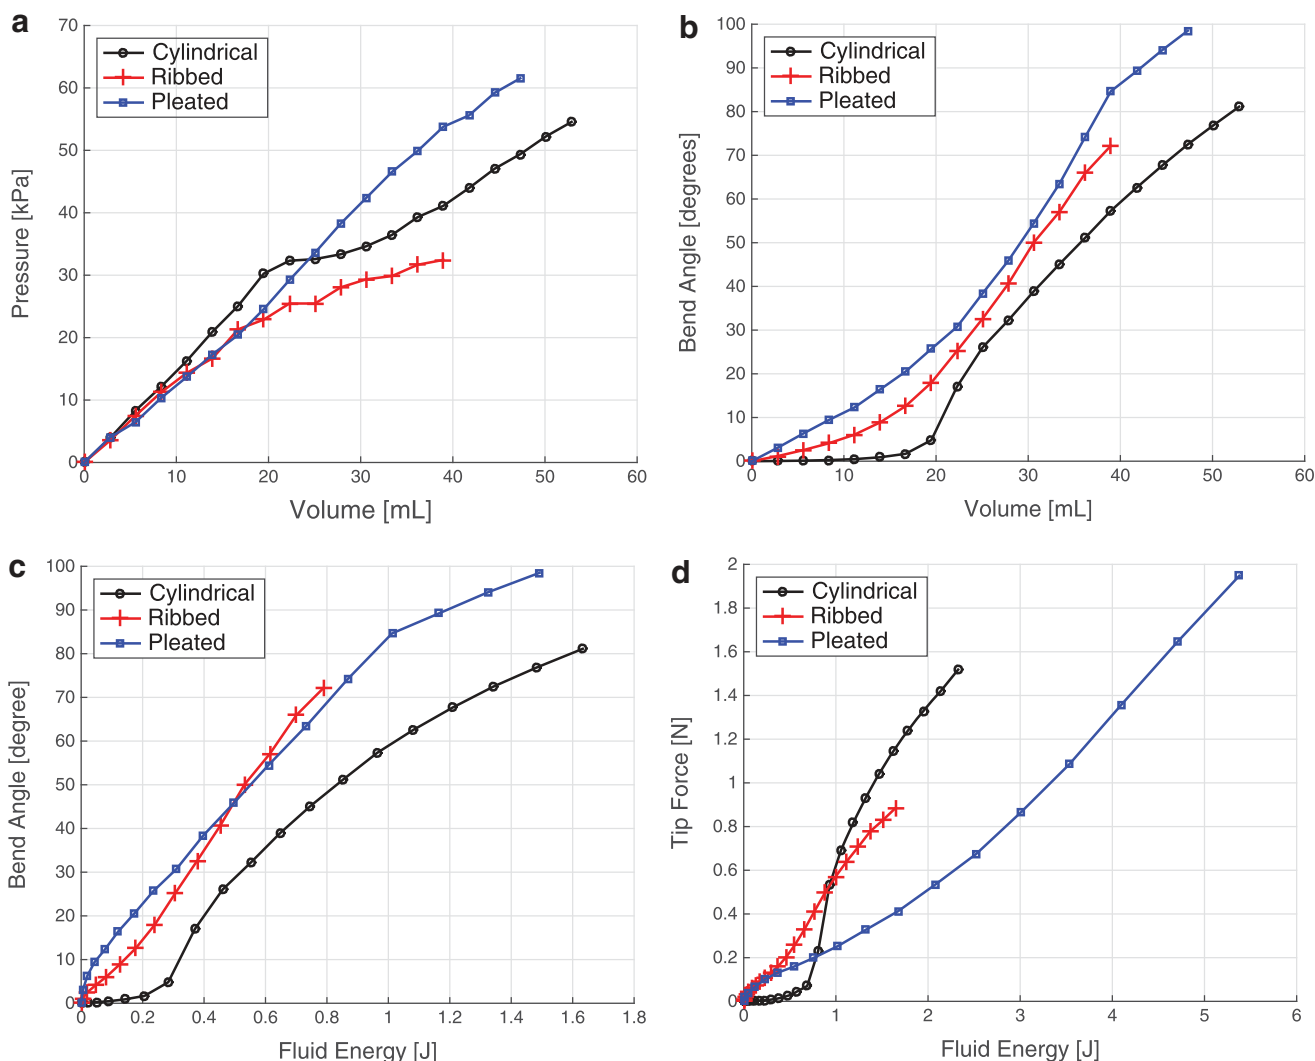 a
70
60
50
40
30
20
10
0
0 10 20 30 40 50 60
Pressure [kPa]
Volume [mL]
Cylindrical
Ribbed
Pleated
b
100
90
80
70
60
50
40
30
20
10
0
0 10 20 30 40 50 60
Bend Angle [degrees]
Volume [mL]
Cylindrical
Ribbed
Pleated
c
100
90
80
70
60
50
40
30
20
10
0
0 0.2 0.4 0.6 0.8 1 1.2 1.4 1.6 1.8
Bend Angle [degree]
Fluid Energy [J]
Cylindrical
Ribbed
Pleated
d
2
1.8
1.6
1.4
1.2
1
0.8
0.6
0.4
0.2
0
0 1 2 3 4 5 6
Tip Force [N]
Fluid Energy [J]
Cylindrical
Ribbed
Pleated